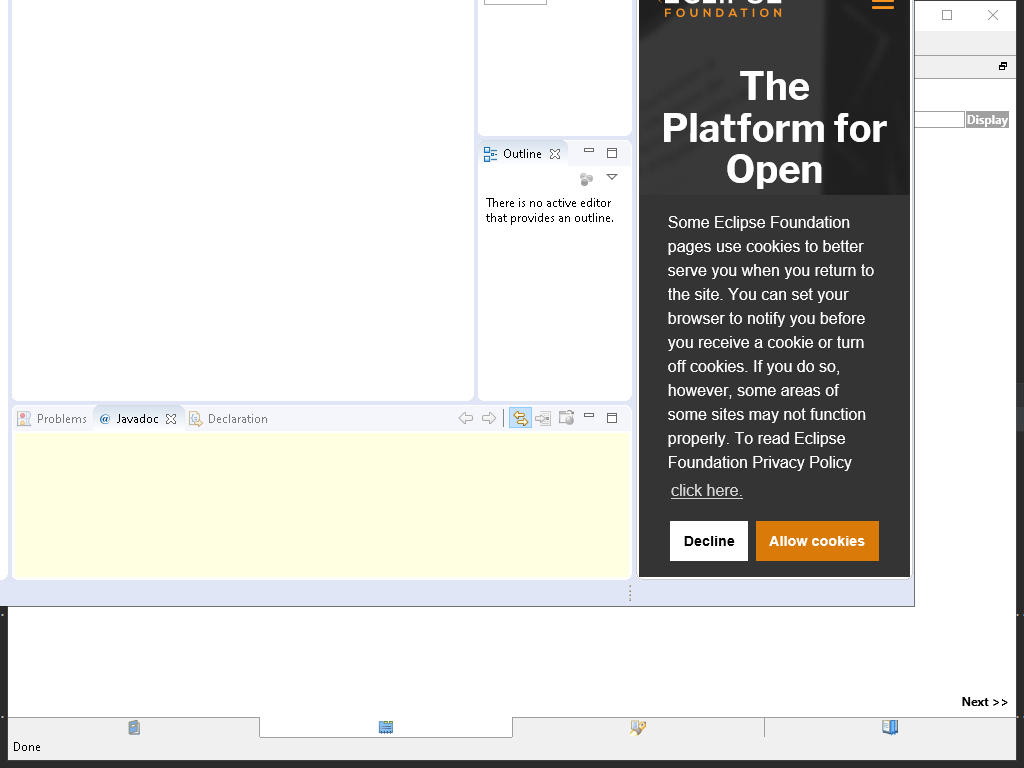 FOUNDATION
The
Platform for
Open
Display
Outline
There is no active editor
that provides an outline.
Some Eclipse Foundation
pages use cookies to better
serve you when you return to
the site. You can set your
browser to notify you before
you receive a cookie or turn
off cookies. If you do so,
however, some areas of
some sites may not function
properly. To read Eclipse
Foundation Privacy Policy
click here.
Problems
@ Javadoc
Declaration
Decline
Allow cookies
Next >>
Done